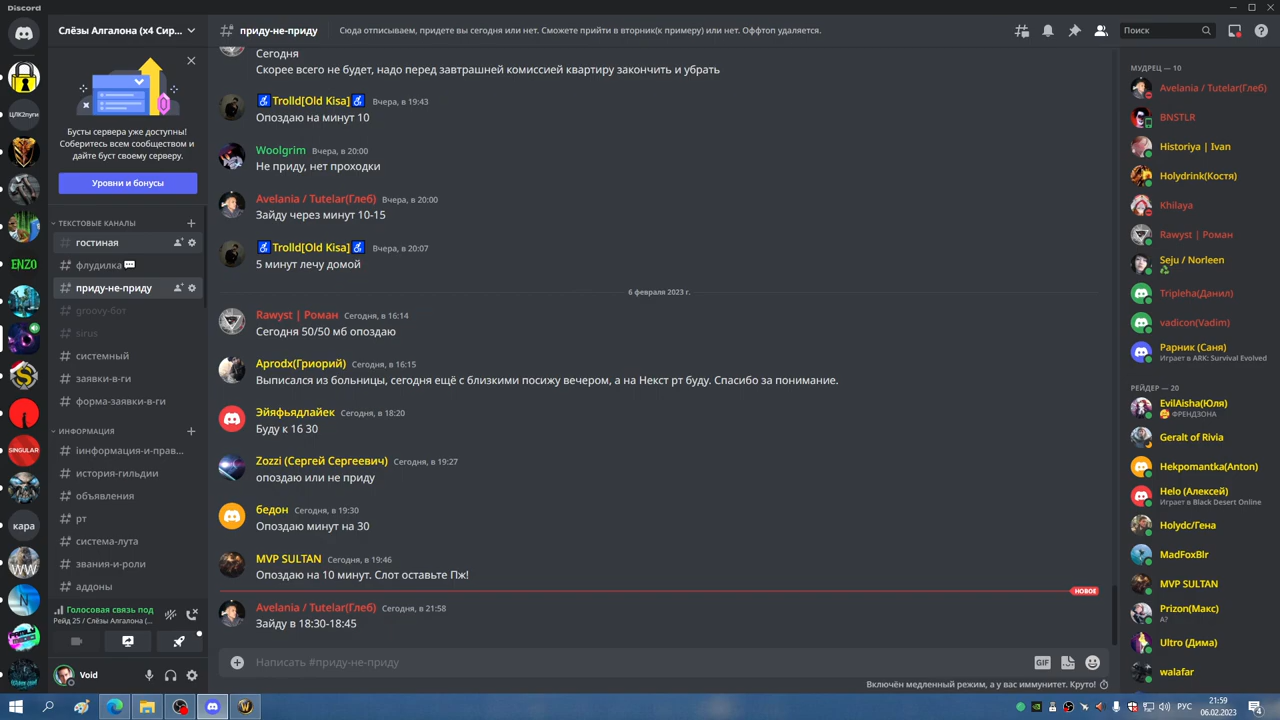 Discord
Слёзы Алгалона (x4 Сир...
приду-не-приду
Сюда отписываем, придете вы сегодня или нет. Сможете прийти в вторник(к примеру) или нет. Оффтоп удаляется.
Поиск
ЦЛК2пуги
ENZO
SINGULAR
кара
WW
Бусты сервера уже доступны!
Соберитесь всем сообществом и
дайте буст своему серверу.
Уровни и бонусы
ТЕКСТОВЫЕ КАНАЛЫ
гостиная
флудилка
приду-не-приду
groovy-бот
sirus
системный
заявки-в-ги
форма-заявки-в-ги
ИНФОРМАЦИЯ
іинформация-и-прав...
история-гильдии
объявления
рт
система-лута
звания-и-роли
аддоны
Голосовая связь под
Рейд 25 / Слёзы Алгалона (...
Void
Сегодня
Скорее всего не будет, надо перед завтрашней комиссией квартиру закончить и убрать
♿Trolld[Old Kisa]♿ Вчера, в 19:43
Опоздаю на минут 10
Woolgrim Вчера, в 20:00
Не приду, нет проходки
Avelania / Tutelar(Глеб) Вчера, в 20:00
Зайду через минут 10-15
♿Trolld[Old Kisa]♿ Вчера, в 20:07
5 минут лечу домой
6 февраля 2023 г.
Rawyst | Роман Сегодня, в 16:14
Сегодня 50/50 мб опоздаю
Aprodx(Гриорий) Сегодня, в 16:15
Выписался из больницы, сегодня ещё с близкими посижу вечером, а на Некст рт буду. Спасибо за понимание.
Эйяфьядлайек Сегодня, в 18:20
Буду к 16 30
Zozzi (Сергей Сергеевич) Сегодня, в 19:27
опоздаю или не приду
бедон Сегодня, в 19:30
Опоздаю минут на 30
MVP SULTAN Сегодня, в 19:46
Опоздаю на 10 минут. Слот оставьте Пж!
НОВОЕ
Avelania / Tutelar(Глеб) Сегодня, в 21:58
Зайду в 18:30-18:45
Написать #приду-не-приду
GIF
Включён медленный режим, а у вас иммунитет. Круто!
МУДРЕЦ — 10
Avelania / Tutelar(Глеб)
BNSTLR
Historiya | Ivan
Holydrink(Костя)
Khilaya
Rawyst | Роман
Seju / Norleen
Tripleha(Данил)
vadicon(Vadim)
Рарник (Саня)
Играет в ARK: Survival Evolved
РЕЙДЕР — 20
EvilAisha(Юля)
ФРЕНДЗОНА
Geralt of Rivia
Hekpomantka(Anton)
Helo (Алексей)
Играет в Black Desert Online
Holydc/Гена
MadFoxBlr
MVP SULTAN
Prizon(Макс)
А?
Ultro (Дима)
walafar
РУС
21:59
06.02.2023
4